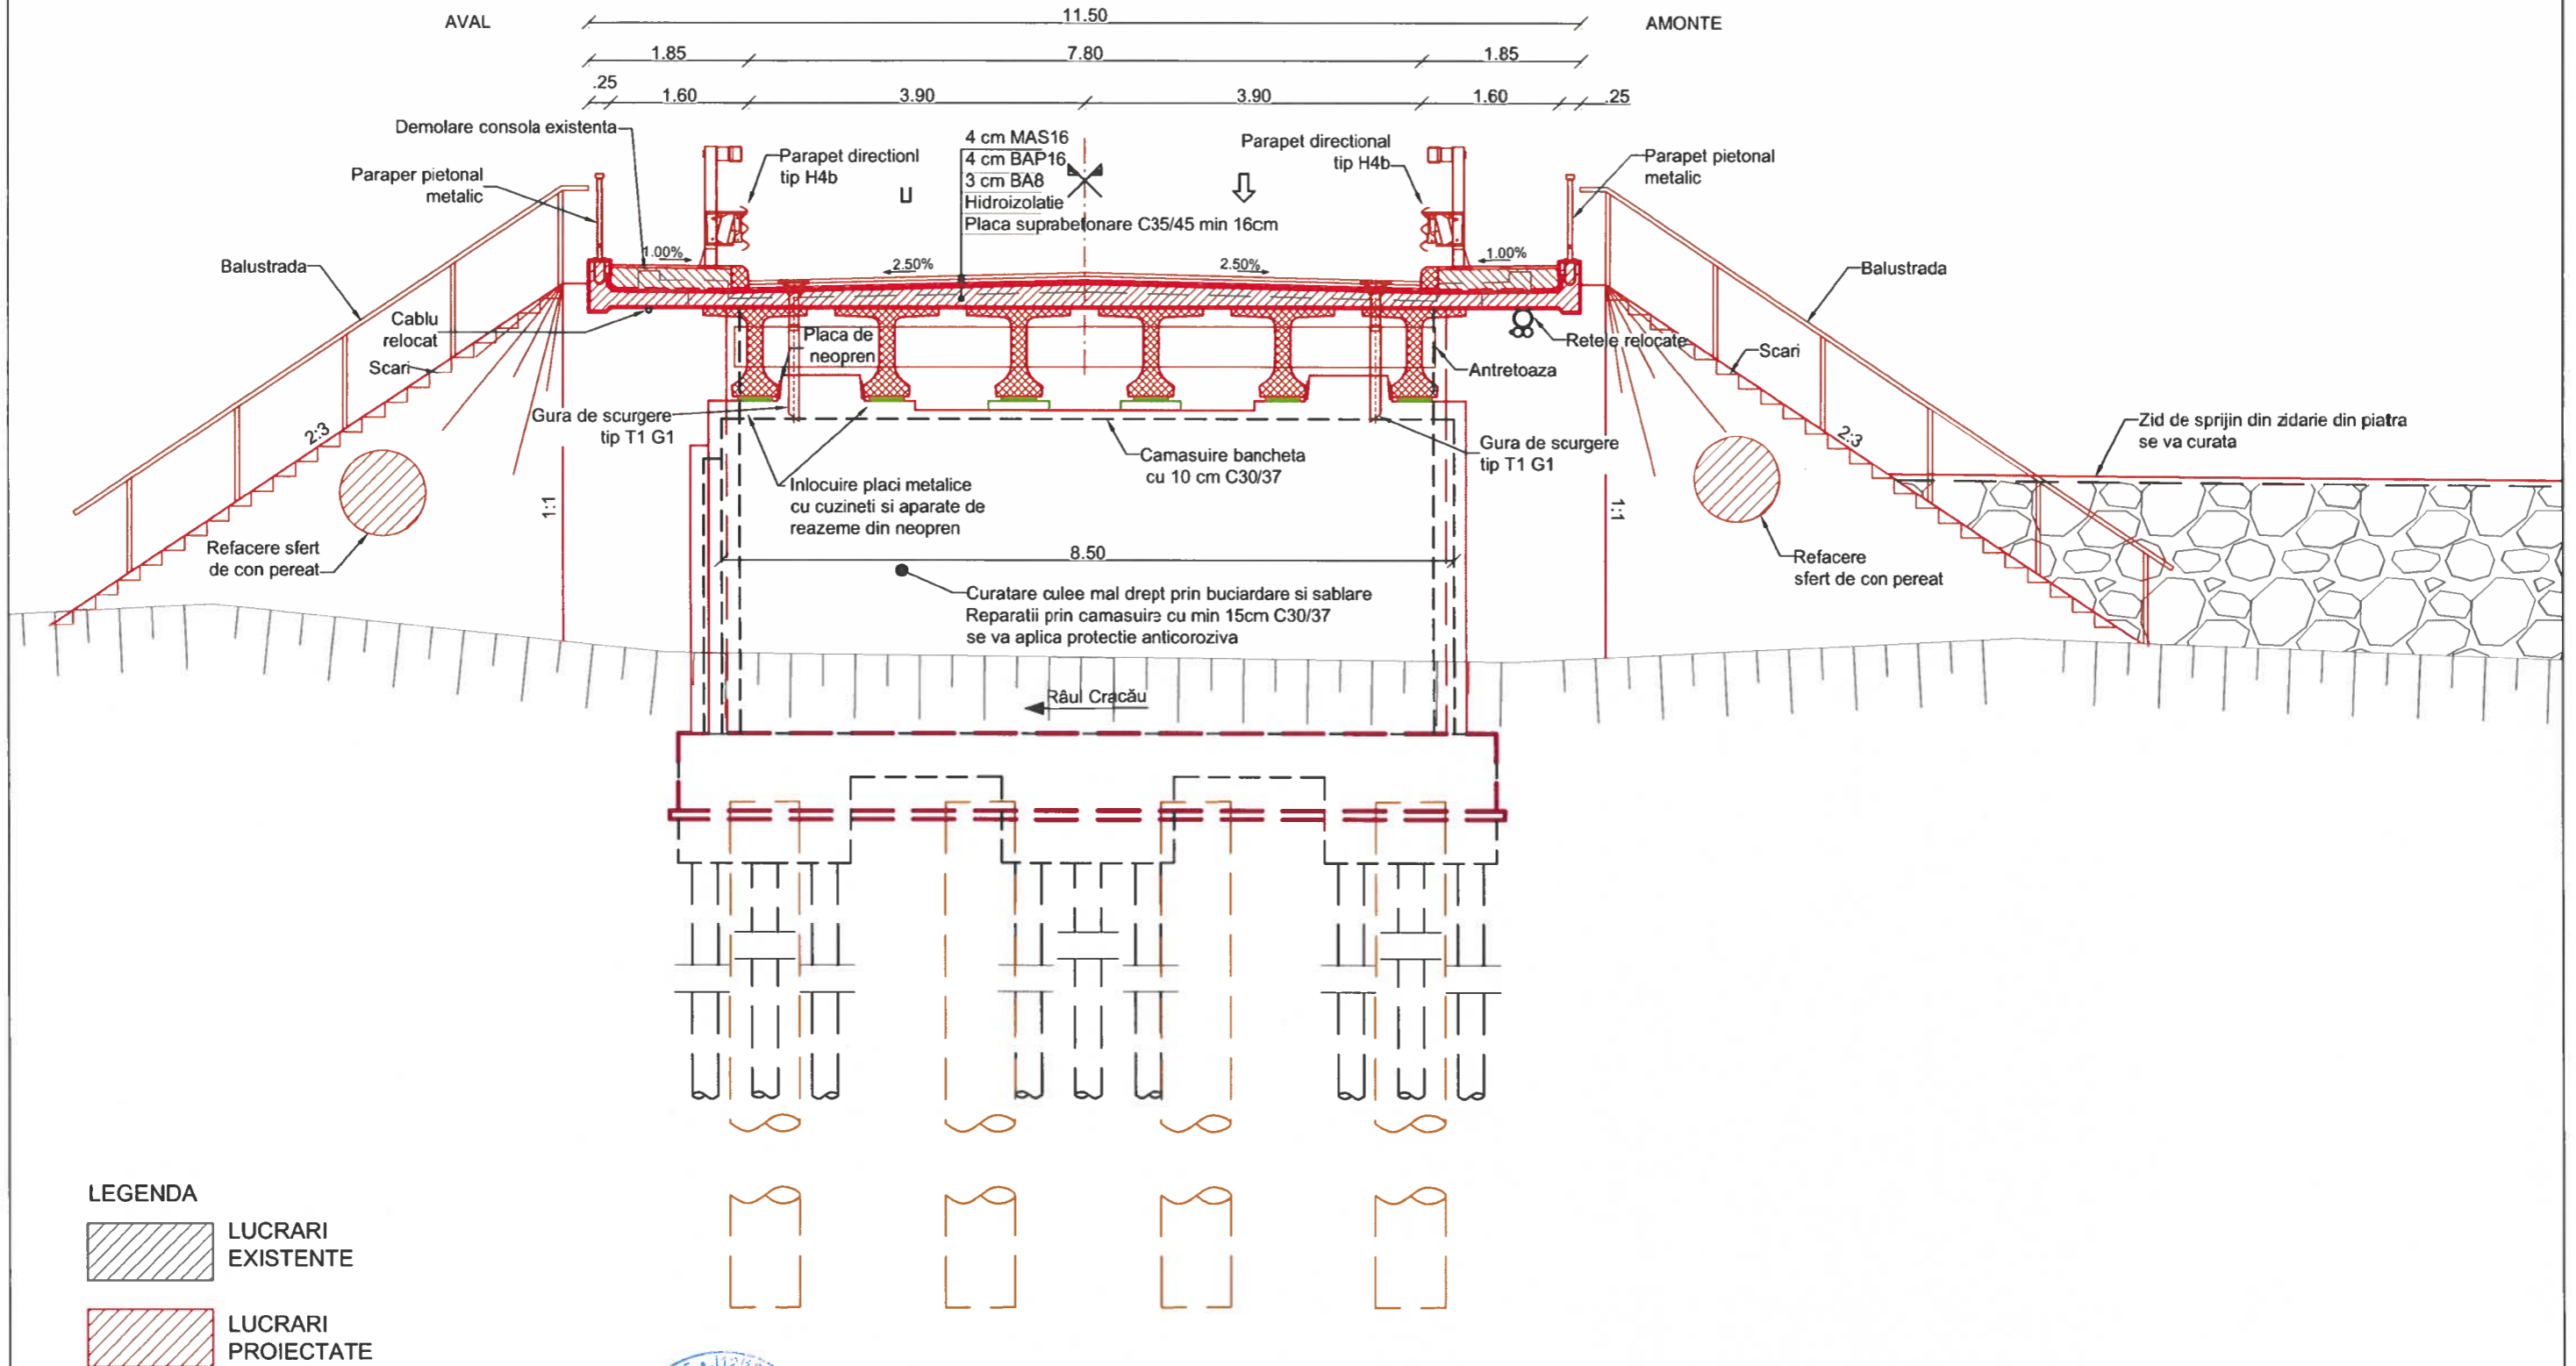 AVAL
11.50
AMONTE
1.85
7.80
1.85
.25
1.60
3.90
3.90
1.60
.25
Demolare consola existenta
Paraper pietonal
metalic
Parapet directionl
tip H4b
4 cm MAS16
4 cm BAP16
3 cm BA8
Hidroizolatie
Placa suprabetonare C35/45 min 16cm
Parapet directional
tip H4b
Parapet pietonal
metalic
Balustrada
1.00%
2.50%
2.50%
1.00%
Balustrada
Cablu
relocat
Scari
Placa de
neopren
Retele relocate
Scari
Antretoaza
Gura de scurgere
tip T1 G1
2:3
Camasuire bancheta
cu 10 cm C30/37
Gura de scurgere
tip T1 G1
2:3
Zid de sprijin din zidarie din piatra
se va curata
1:1
Inlocuire placi metalice
cu cuzineti si aparate de
reazeme din neopren
1:1
Refacere sfert
de con pereat
8.50
Refacere
sfert de con pereat
Curatare culee mal drept prin buciardare si sablare
Reparatii prin camasuire cu min 15cm C30/37
se va aplica protectie anticoroziva
Râul Cracău
LEGENDA
LUCRARI
EXISTENTE
LUCRARI
PROIECTATE